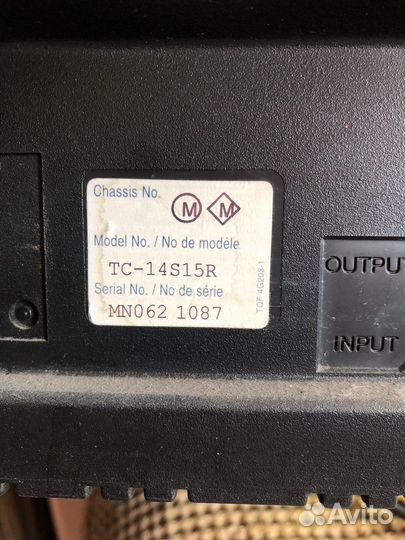 Chassis No.
M M
Model No. / No de modéle
TC-14S15R
Serial No. / No de série
MN062 1087
TQF 4G203-1
OUTPUT
INPUT
Avito